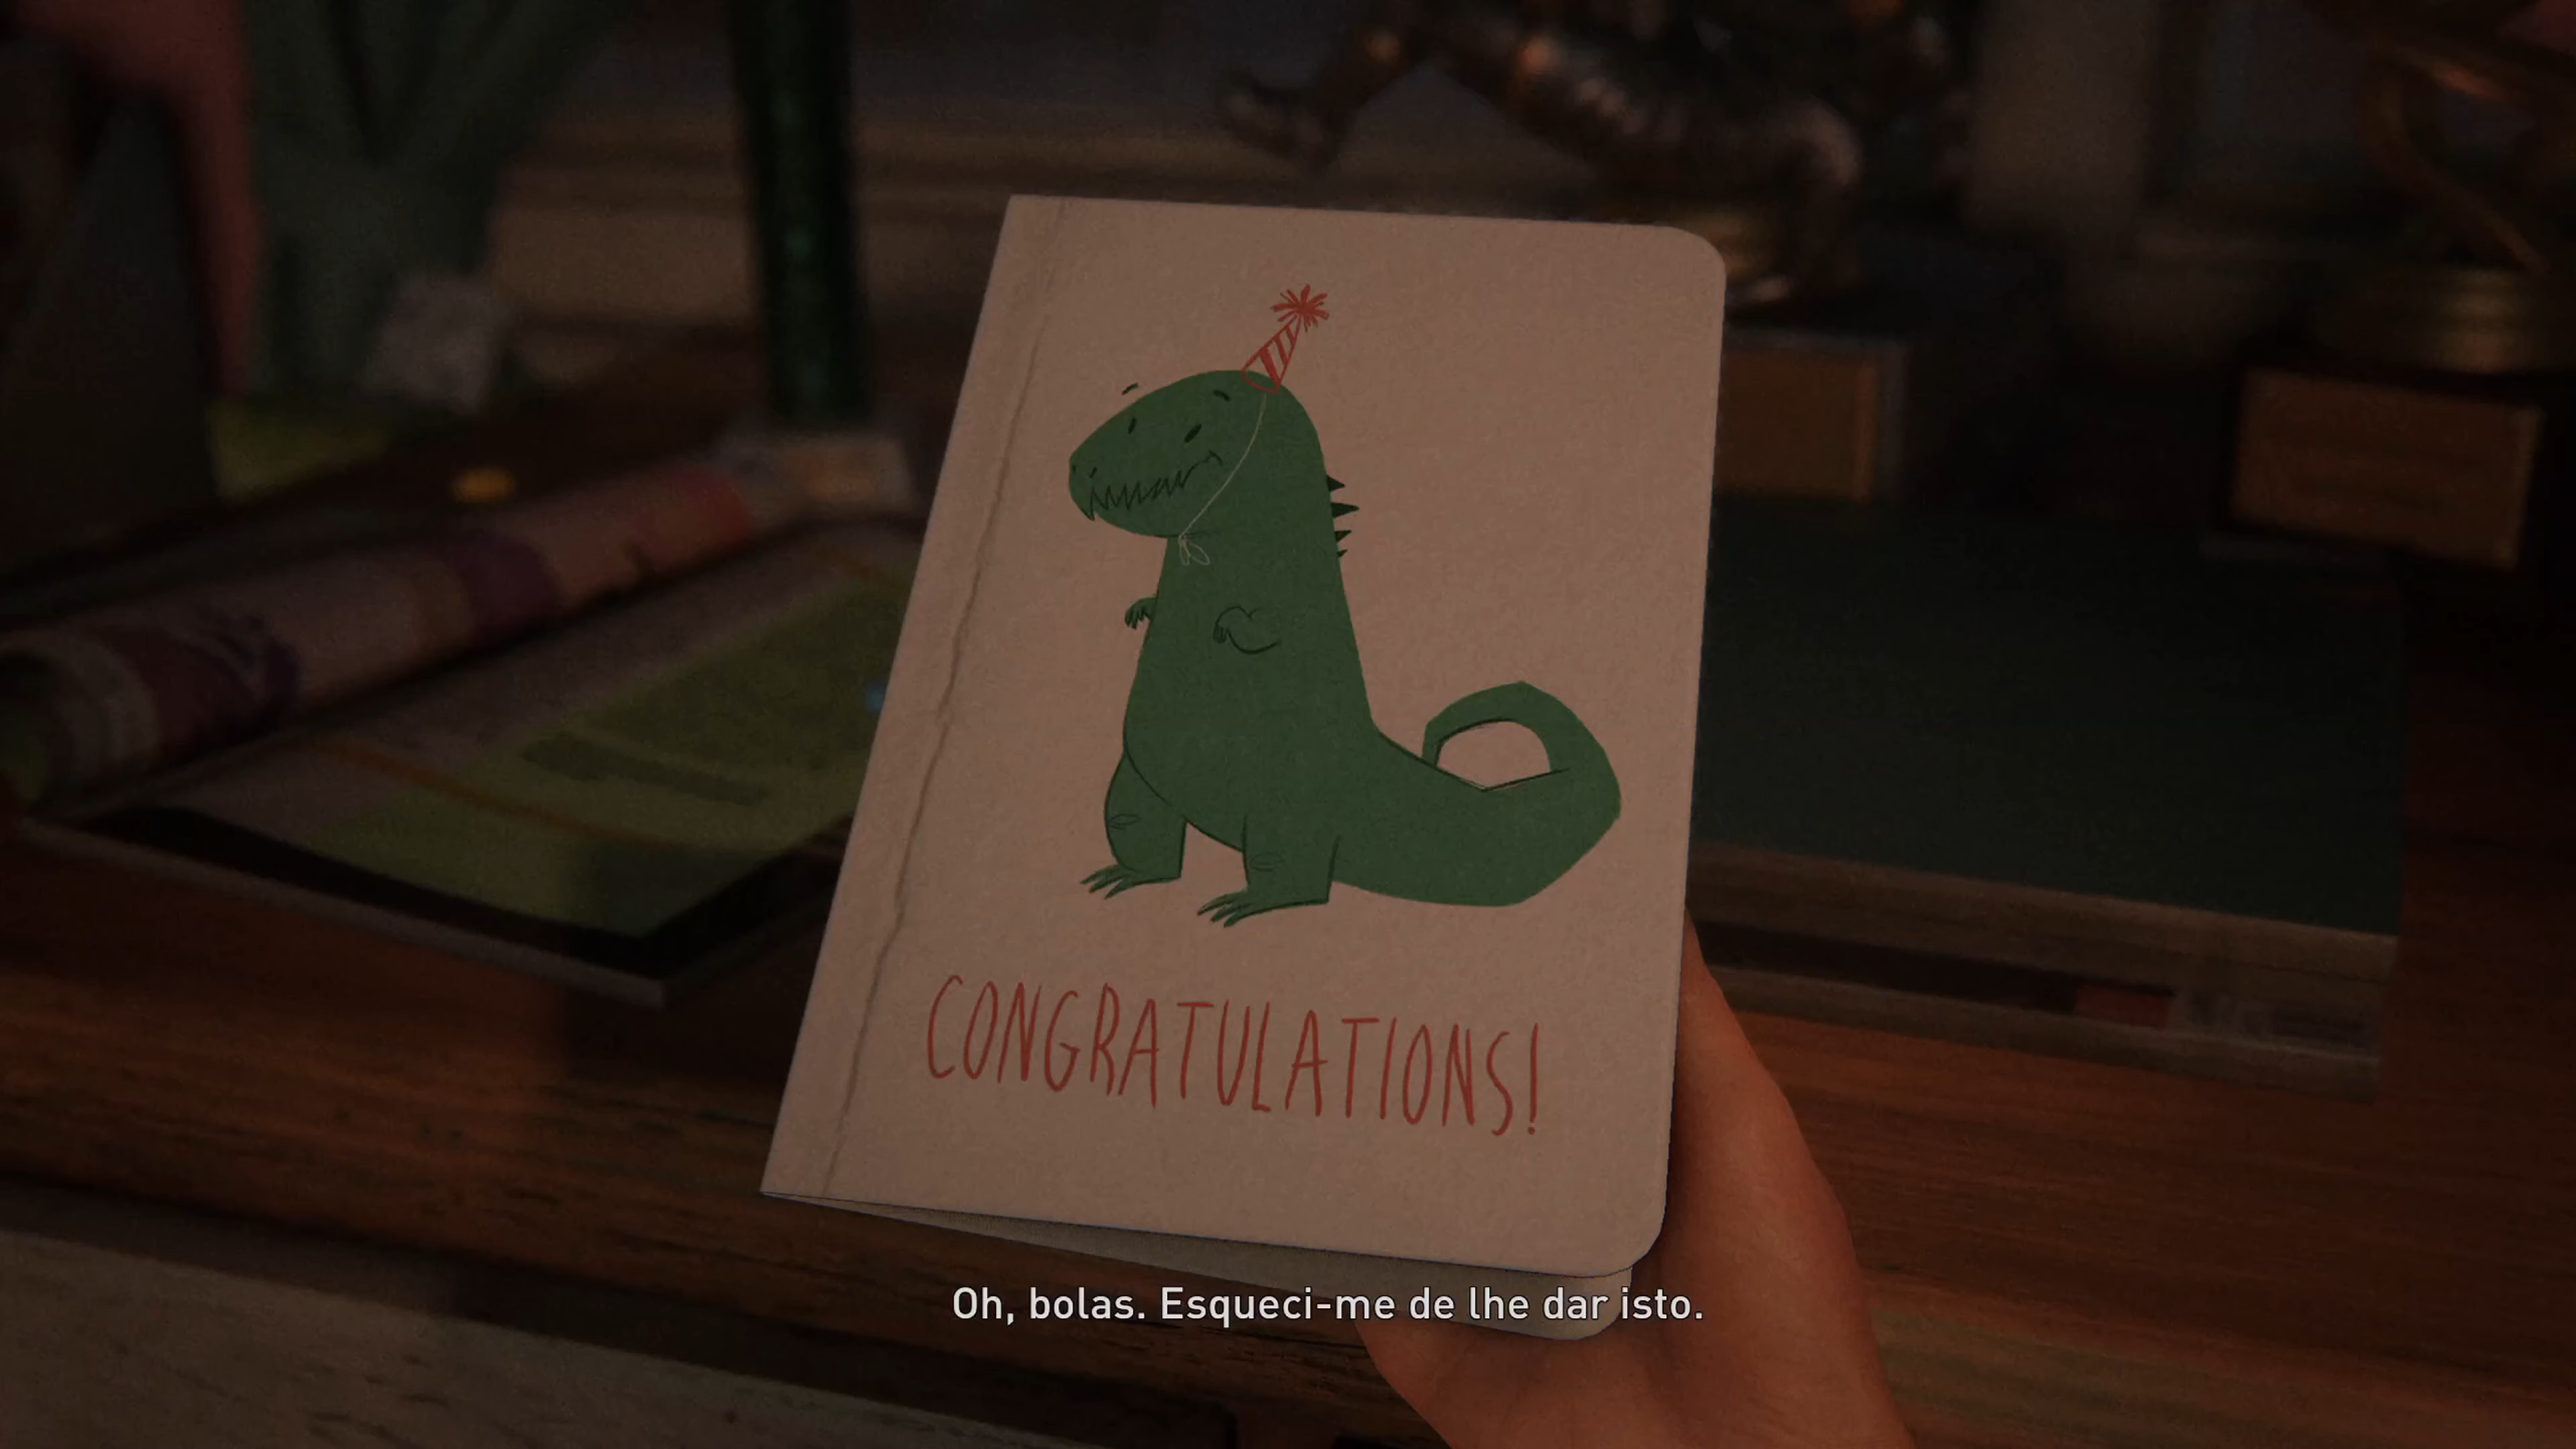 CONGRATULATIONS!
Oh, bolas. Esqueci-me de lhe dar isto.